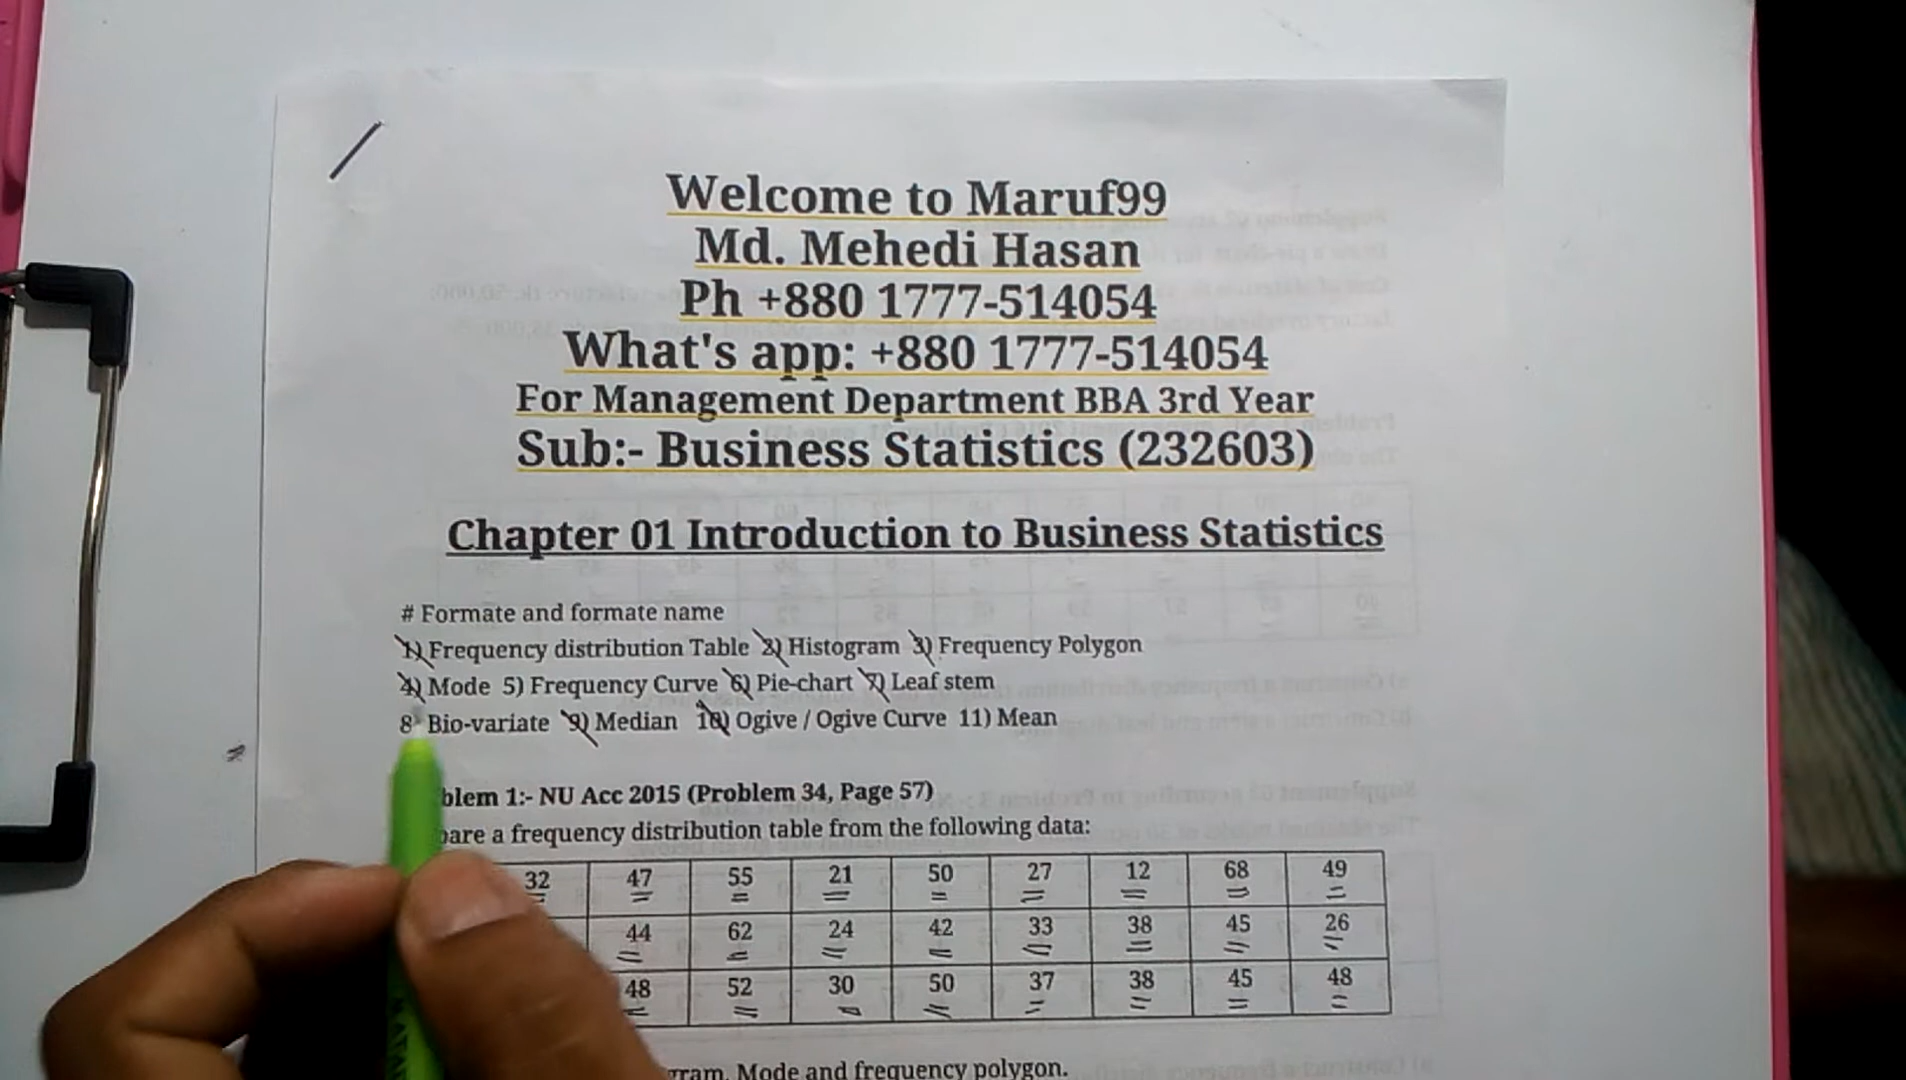 Welcome to Maruf99
Md. Mehedi Hasan
Ph +880 1777-514054
What's app: +880 1777-514054
For Management Department BBA 3rd Year
Sub:- Business Statistics (232603)
Chapter 01 Introduction to Business Statistics
# Formate and formate name
1) Frequency distribution Table 2) Histogram 3) Frequency Polygon
4) Mode 5) Frequency Curve 6) Pie-chart 7) Leaf stem
8 Bio-variate 9) Median 10) Ogive / Ogive Curve 11) Mean
blem 1:- NU Acc 2015 (Problem 34, Page 57)
pare a frequency distribution table from the following data:
32 47 55 21 50 27 12 68 49
44 62 24 42 33 38 45 26
48 52 30 50 37 38 45 48
gram, Mode and frequency polygon.